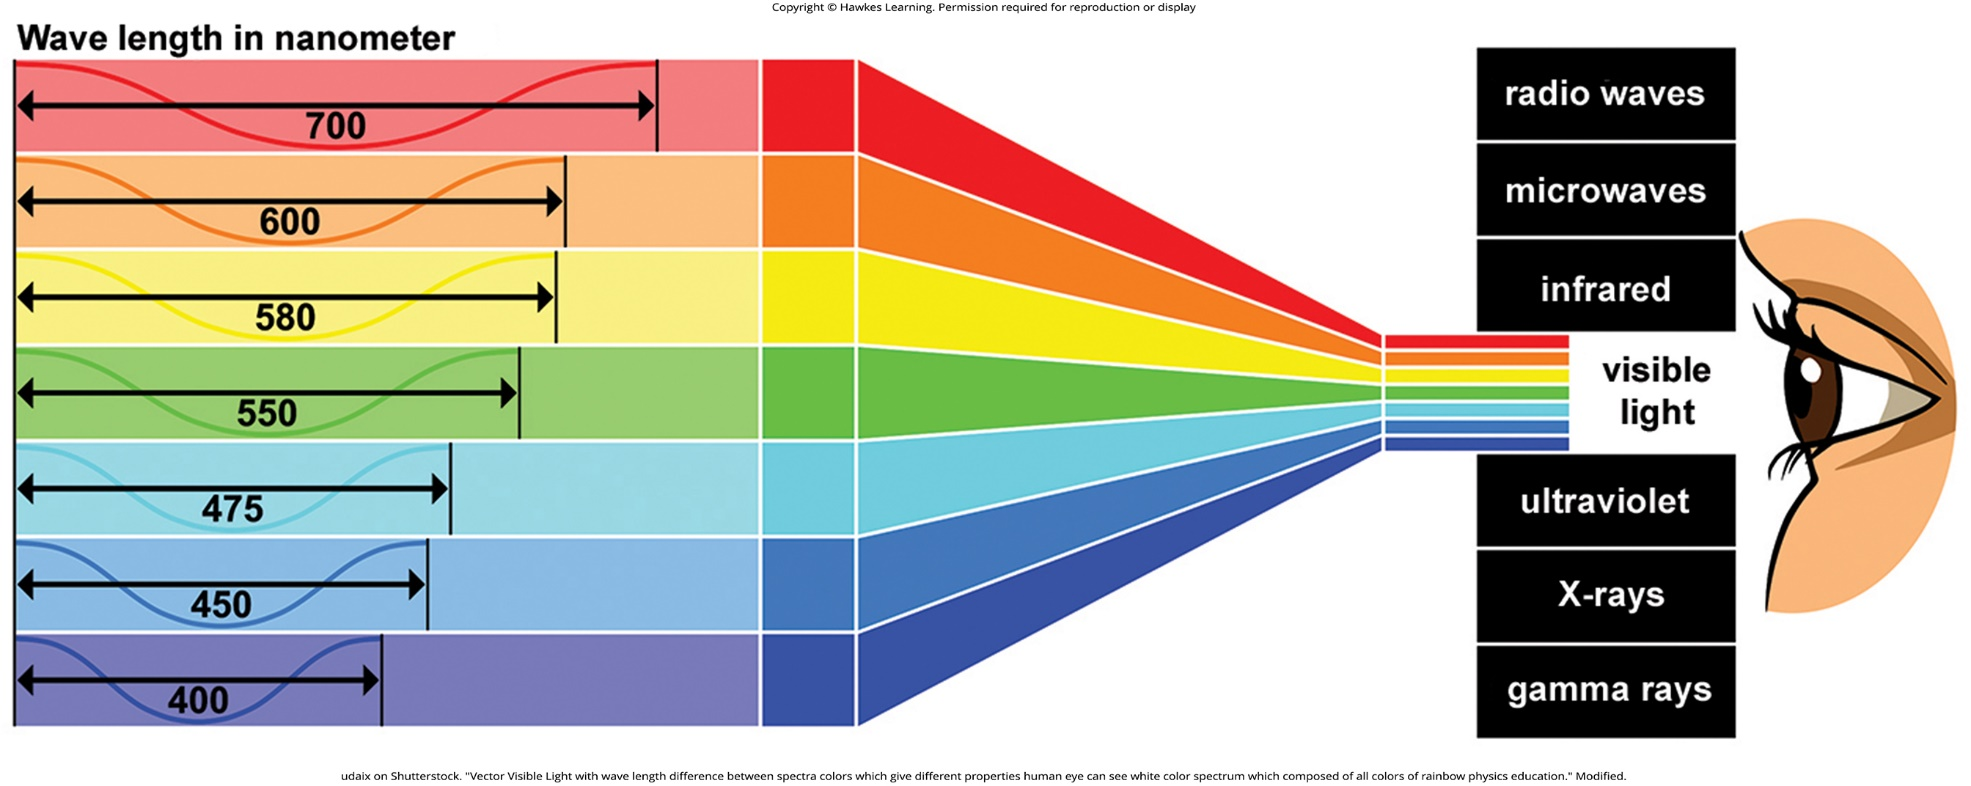 Copyright © Hawkes Learning. Permission required for reproduction or display
Wave length in nanometer
700
600
580
550
475
450
400
radio waves
microwaves
infrared
visible
light
ultraviolet
X-rays
gamma rays
udaix on Shutterstock. "Vector Visible Light with wave length difference between spectra colors which give different properties human eye can see white color spectrum which composed of all colors of rainbow physics education." Modified.